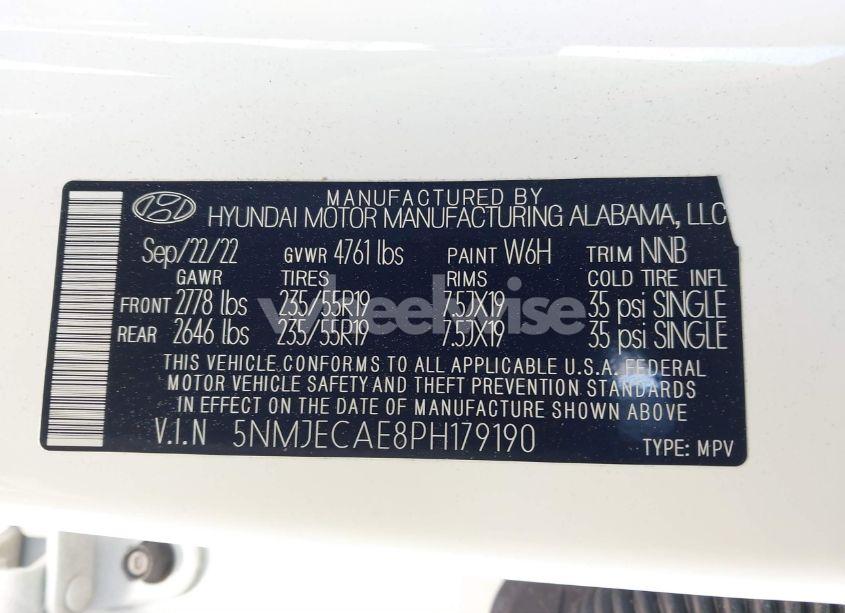 MANUFACTURED BY
HYUNDAI MOTOR MANUFACTURING ALABAMA, LLC
Sep/22/22 GVWR 4761 lbs PAINT W6H TRIM NNB
GAWR TIRES RIMS COLD TIRE INFL
FRONT 2778 lbs 235/55R19 7.5JX19 35 psi SINGLE
wheelwise
REAR 2646 lbs 235/55R19 7.5JX19 35 psi SINGLE
THIS VEHICLE CONFORMS TO ALL APPLICABLE U.S.A. FEDERAL
MOTOR VEHICLE SAFETY AND THEFT PREVENTION STANDARDS
IN EFFECT ON THE DATE OF MANUFACTURE SHOWN ABOVE
V.I.N 5NMJECAE8PH179190 TYPE: MPV